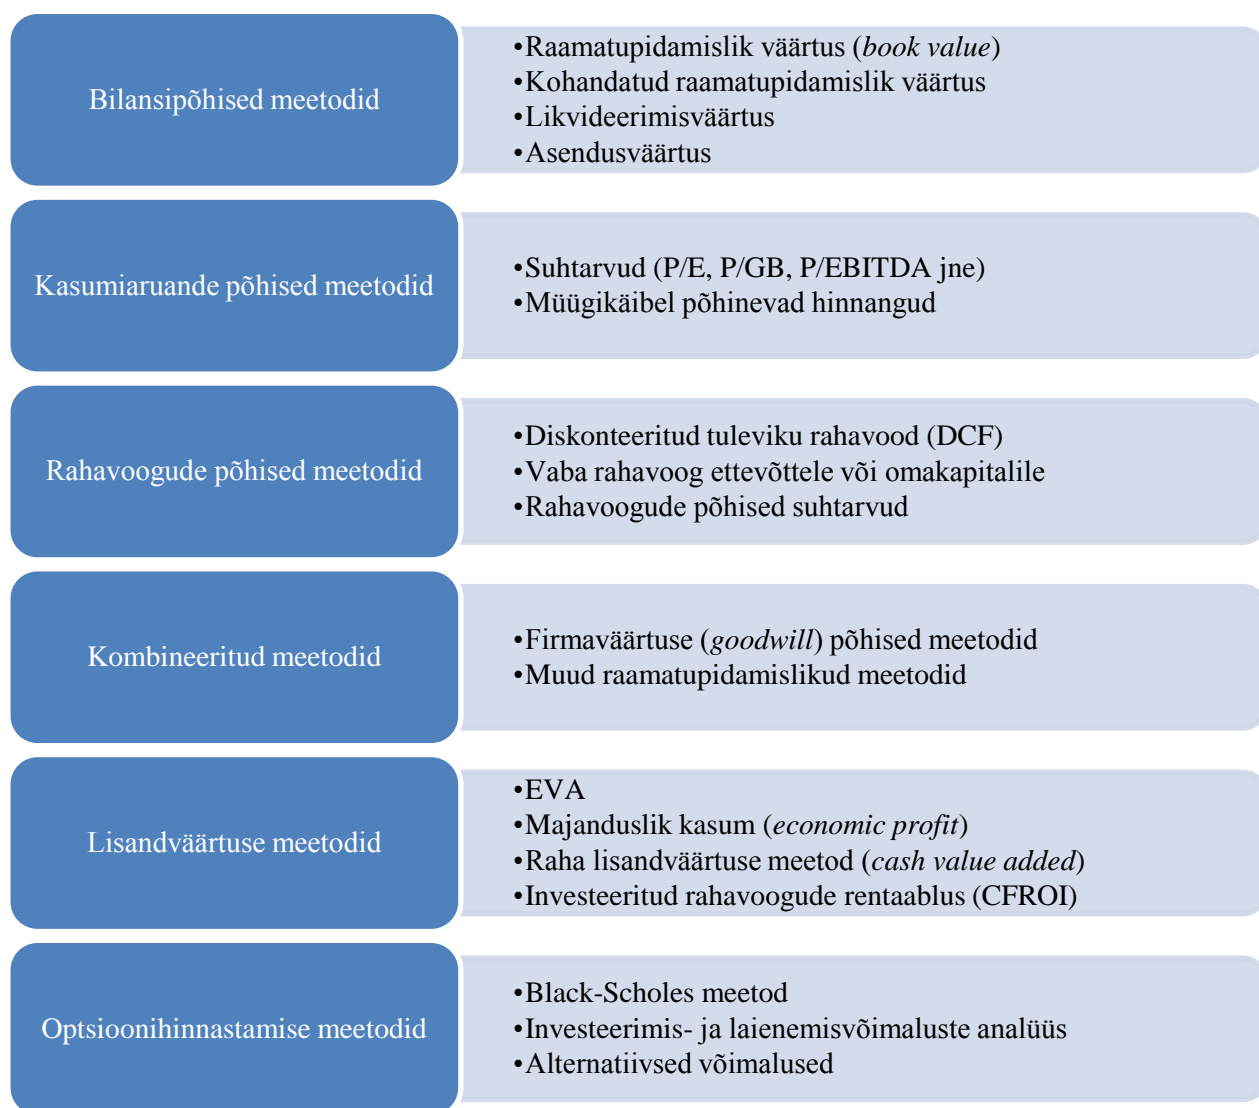 Bilansipõhised meetodid
•Raamatupidamislik väärtus (book value)
•Kohandatud raamatupidamislik väärtus
•Likvideerimisväärtus
•Asendusväärtus
Kasumiaruande põhised meetodid
•Suhtarvud (P/E, P/GB, P/EBITDA jne)
•Müügikäibel põhinevad hinnangud
Rahavoogude põhised meetodid
•Diskonteeritud tuleviku rahavood (DCF)
•Vaba rahavoog ettevõttele või omakapitalile
•Rahavoogude põhised suhtarvud
Kombineeritud meetodid
•Firmaväärtuse (goodwill) põhised meetodid
•Muud raamatupidamislikud meetodid
Lisandväärtuse meetodid
•EVA
•Majanduslik kasum (economic profit)
•Raha lisandväärtuse meetod (cash value added)
•Investeeritud rahavoogude rentaablus (CFROI)
Optsioonihinnastamise meetodid
•Black-Scholes meetod
•Investeerimis- ja laienemisvõimaluste analüüs
•Alternatiivsed võimalused